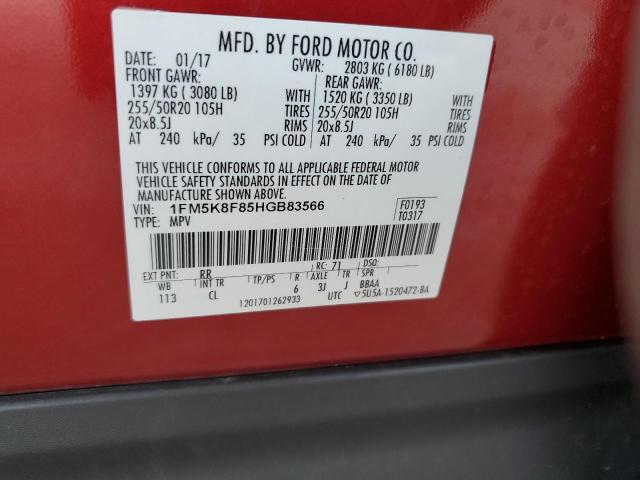 MFD. BY FORD MOTOR CO.
DATE: 01/17 GVWR: 2803 KG ( 6180 LB)
FRONT GAWR: REAR GAWR:
1397 KG ( 3080 LB) WITH 1520 KG ( 3350 LB) WITH
255/50R20 105H TIRES 255/50R20 105H TIRES
20x8.5J RIMS 20x8.5J RIMS
AT 240 kPa/ 35 PSI COLD AT 240 kPa/ 35 PSI COLD
THIS VEHICLE CONFORMS TO ALL APPLICABLE FEDERAL MOTOR
VEHICLE SAFETY STANDARDS IN EFFECT ON THE DATE OF
MANUFACTURE SHOWN ABOVE.
VIN: 1FM5K8F85HGB83566 F0193
TYPE: MPV T0317
EXT PNT: RR RC: 71 DSO:
WB INT TR TP/PS R AXLE TR SPR
113 CL 6 3J J BBAA
1201701262933 UTC ▽5U5A-1520472-BA